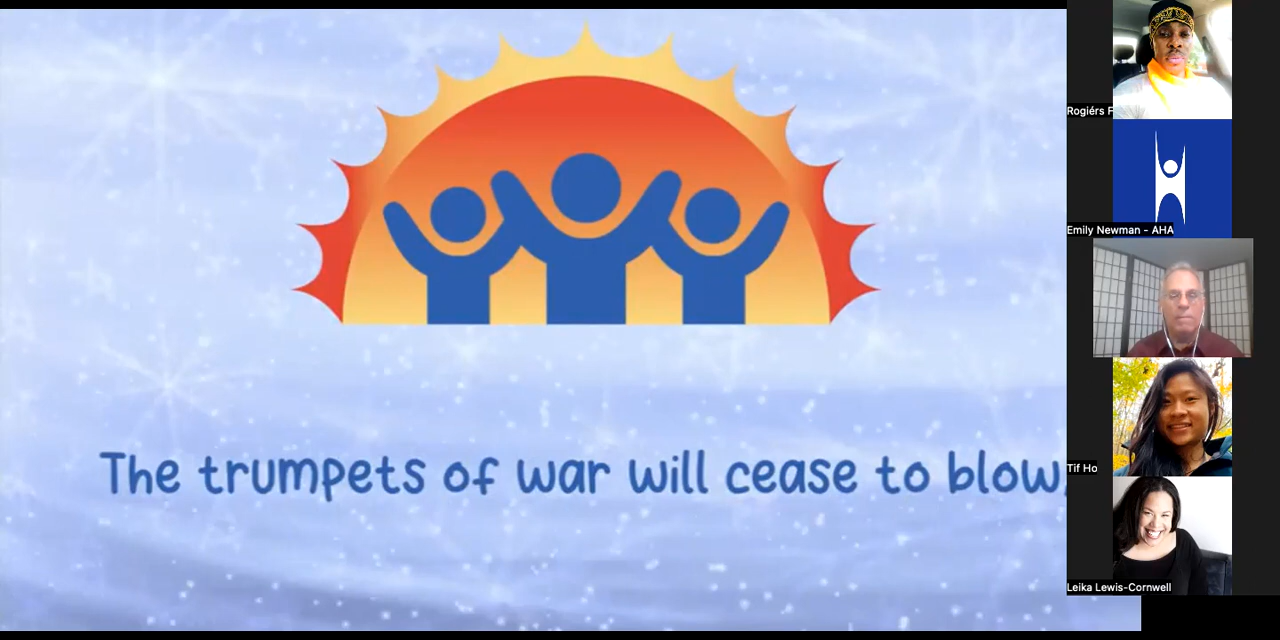 The trumpets of war will cease to blow,
Rogiérs F
Emily Newman - AHA
Tif Ho
Leika Lewis-Cornwell